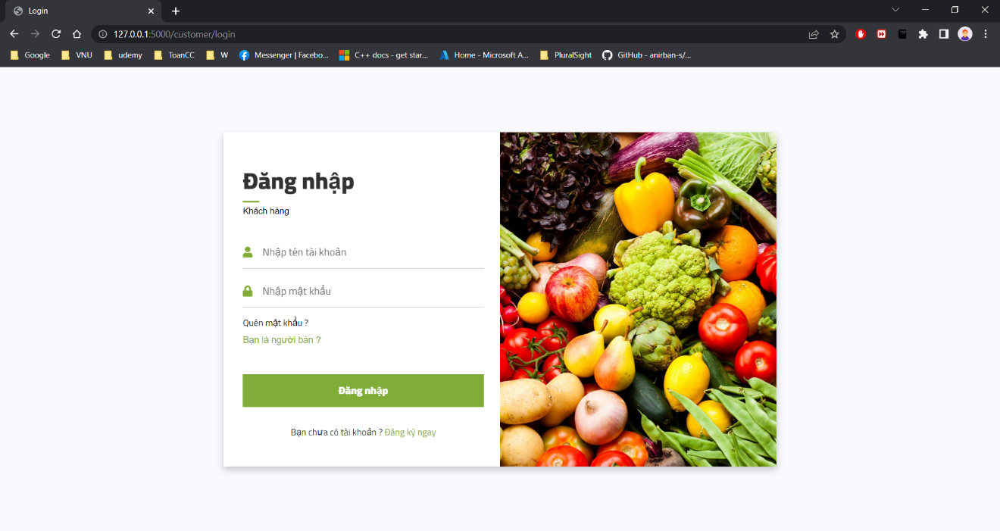 Login
127.0.0.1:5000/customer/login
Google VNU udemy ToanCC W Messenger | Facebo... C++ docs - get star... Home - Microsoft A... PluralSight GitHub - anirban-s/...
Đăng nhập
Khách hàng
Nhập tên tài khoản
Nhập mật khẩu
Quên mật khẩu ?
Bạn là người bán ?
Đăng nhập
Bạn chưa có tài khoản ? Đăng ký ngay